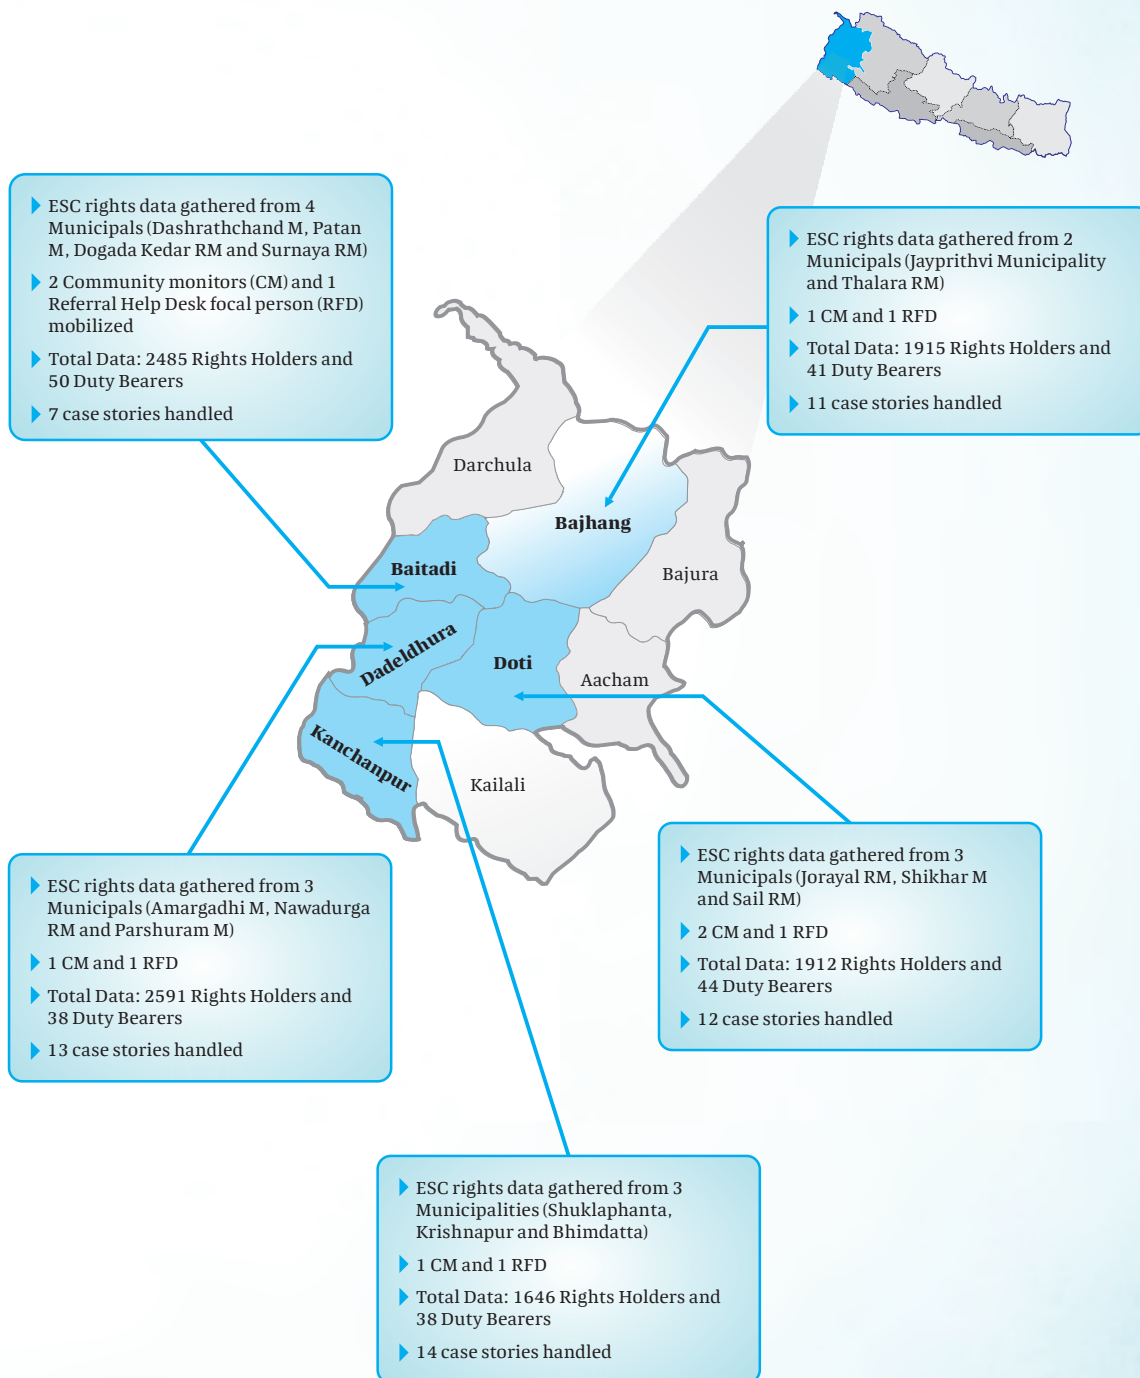 ESC rights data gathered from 4
Municipals (Dashrathchand M, Patan
M, Dogada Kedar RM and Surnaya RM)
2 Community monitors (CM) and 1
Referral Help Desk focal person (RFD)
mobilized
Total Data: 2485 Rights Holders and
50 Duty Bearers
7 case stories handled
ESC rights data gathered from 2
Municipals (Jayprithvi Municipality
and Thalara RM)
1 CM and 1 RFD
Total Data: 1915 Rights Holders and
41 Duty Bearers
11 case stories handled
Darchula
Bajhang
Baitadi
Bajura
Dadeldhura
Doti
Aacham
Kanchanpur
Kailali
ESC rights data gathered from 3
Municipals (Amargadhi M, Nawadurga
RM and Parshuram M)
1 CM and 1 RFD
Total Data: 2591 Rights Holders and
38 Duty Bearers
13 case stories handled
ESC rights data gathered from 3
Municipals (Jorayal RM, Shikhar M
and Sail RM)
2 CM and 1 RFD
Total Data: 1912 Rights Holders and
44 Duty Bearers
12 case stories handled
ESC rights data gathered from 3
Municipalities (Shuklaphanta,
Krishnapur and Bhimdatta)
1 CM and 1 RFD
Total Data: 1646 Rights Holders and
38 Duty Bearers
14 case stories handled